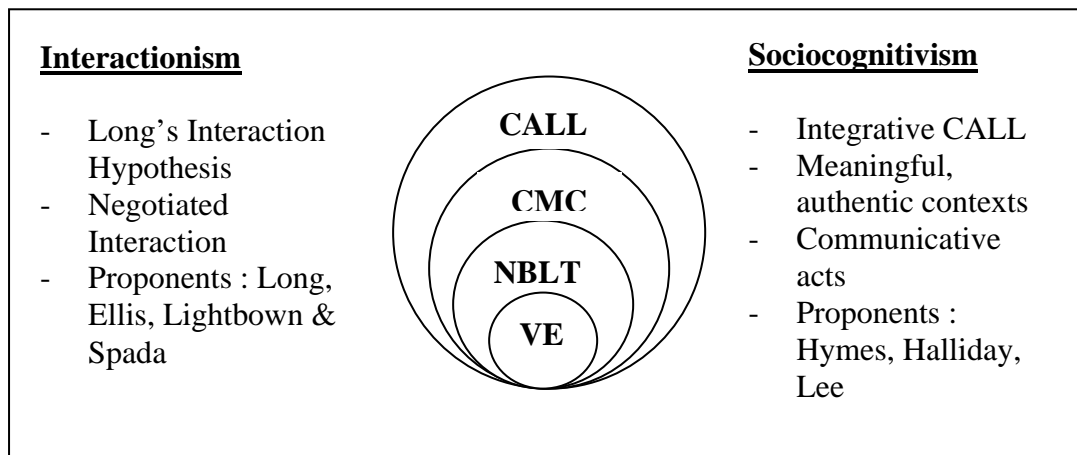 Interactionism
- Long's Interaction
Hypothesis
- Negotiated
Interaction
- Proponents : Long,
Ellis, Lightbown &
Spada
CALL
CMC
NBLT
VE
Sociocognitivism
- Integrative CALL
- Meaningful,
authentic contexts
- Communicative
acts
- Proponents :
Hymes, Halliday,
Lee